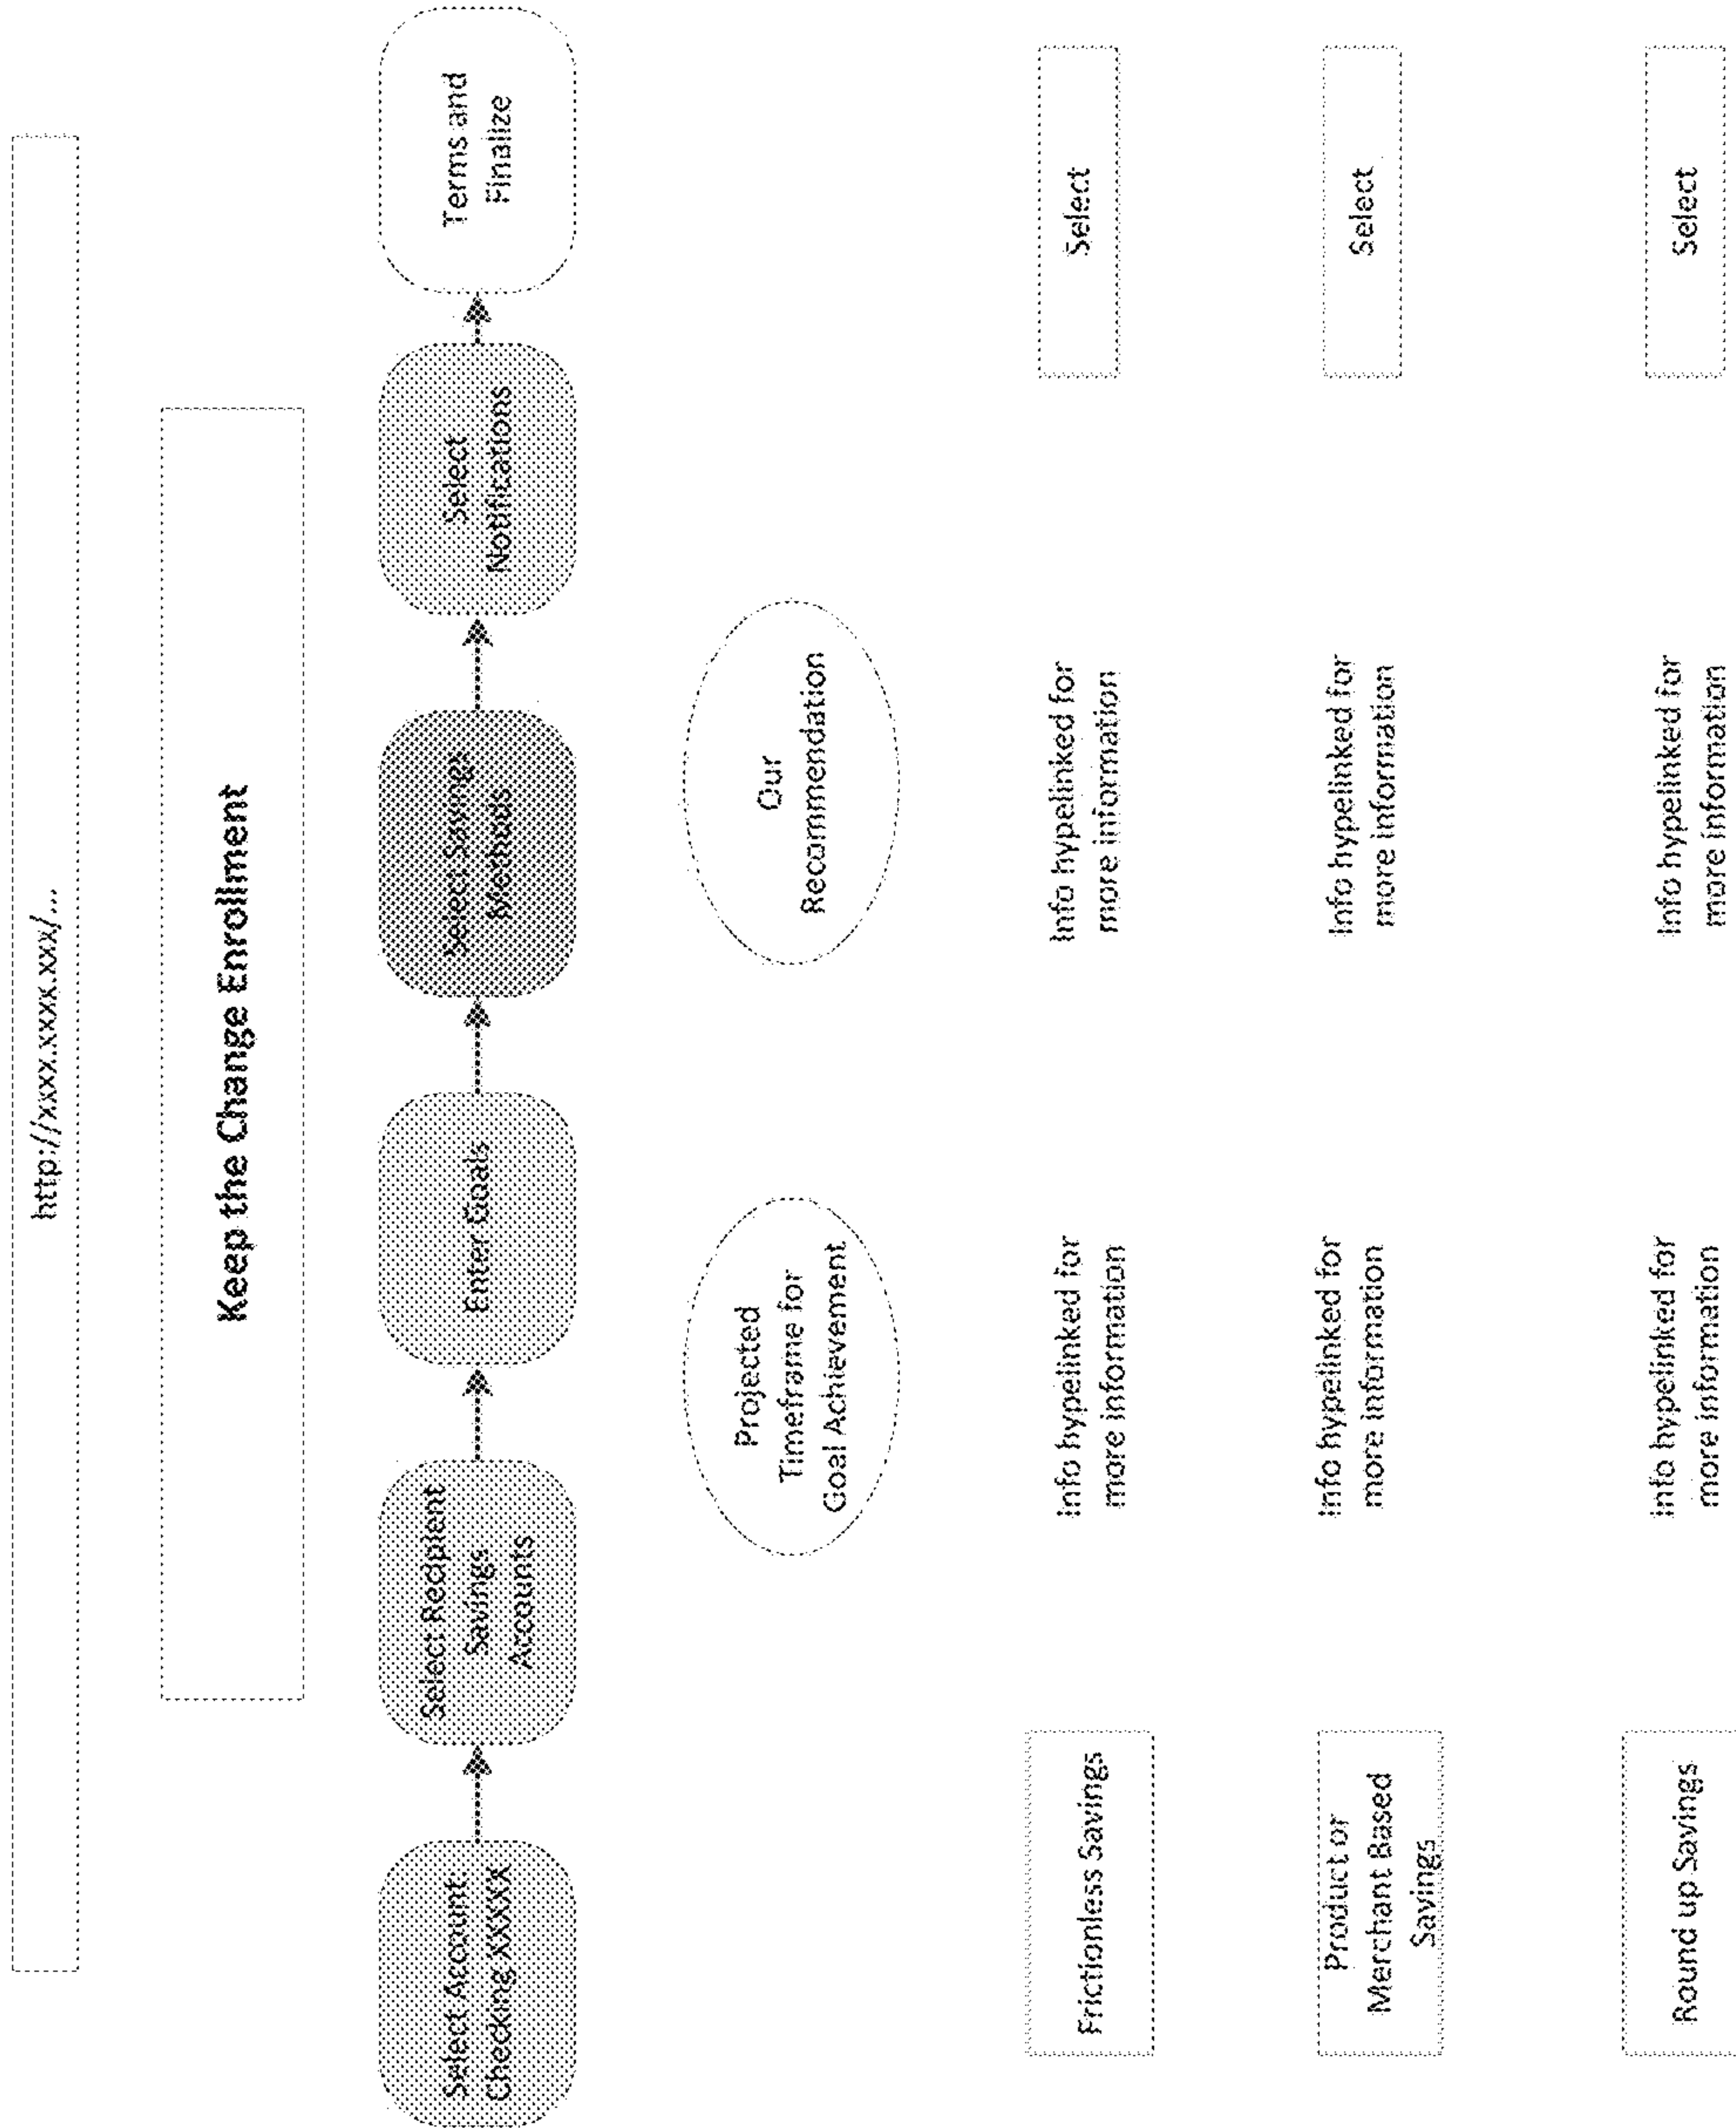 http://xxxx.xxxx.xxx/...
Keep the Change Enrollment
Select Account:
Checking XXXXX
Select Recipient
Savings
Accounts
Enter Goals
Select Savings
Methods
Select
Notifications
Terms and
Finalize
Projected
Timeframe for
Goal Achievement
Our
Recommendation
Frictionless Savings
Info hypelinked for
more information
Info hypelinked for
more information
Select
Product or
Merchant Based
Savings
Info hypelinked for
more information
Info hypelinked for
more information
Select
Round up Savings
Info hypelinked for
more information
Info hypelinked for
more information
Select